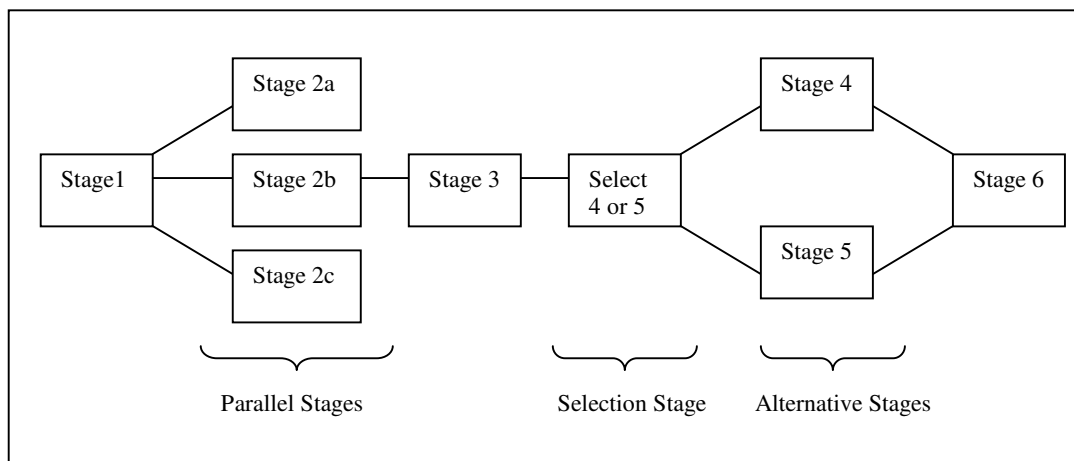 Stage 2a
Stage 4
Stage1
Stage 2b
Stage 3
Select
4 or 5
Stage 6
Stage 2c
Stage 5
Parallel Stages
Selection Stage
Alternative Stages